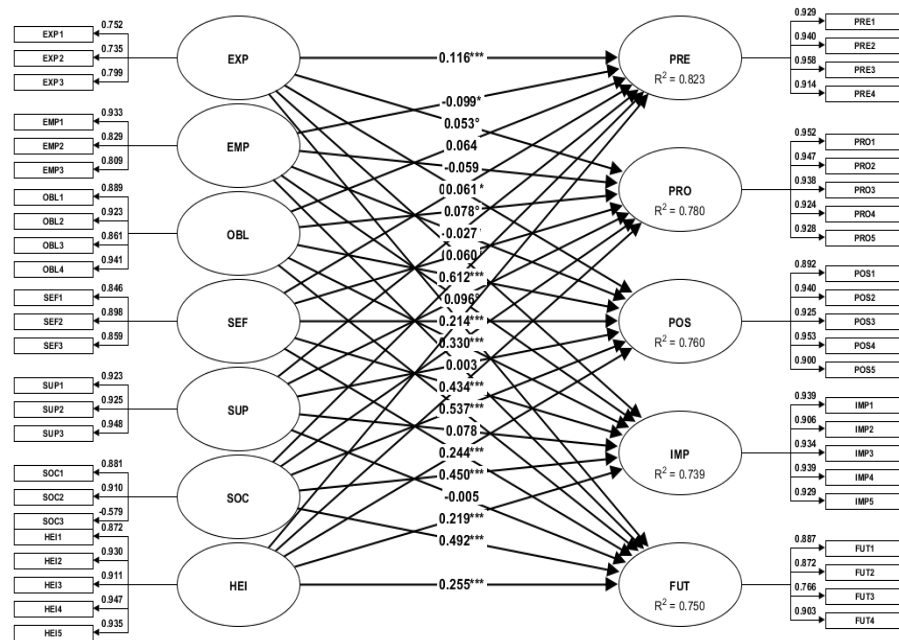 EXP1
0.752
EXP2
0.735
EXP3
0.799
EMP1
0.933
EMP2
0.829
EMP3
0.809
OBL1
0.889
OBL2
0.923
OBL3
0.861
OBL4
0.941
SEF1
0.846
SEF2
0.898
SEF3
0.859
SUP1
0.923
SUP2
0.925
SUP3
0.948
SOC1
0.881
SOC2
0.910
SOC3
-0.579
HEI1
0.872
HEI2
0.930
HEI3
0.911
HEI4
0.947
HEI5
0.935
EXP
EMP
OBL
SEF
SUP
SOC
HEI
0.116***
-0.099*
0.053°
0.064
-0.059
0.061*
0.078°
-0.027
0.060
0.612***
0.096°
0.214***
0.330***
0.003
0.434***
0.537***
0.078
0.244***
0.450***
-0.005
0.219***
0.492***
0.255***
PRE
R² = 0.823
PRO
R² = 0.780
POS
R² = 0.760
IMP
R² = 0.739
FUT
R² = 0.750
0.929
PRE1
0.940
PRE2
0.958
PRE3
0.914
PRE4
0.952
PRO1
0.947
PRO2
0.938
PRO3
0.924
PRO4
0.928
PRO5
0.892
POS1
0.940
POS2
0.925
POS3
0.953
POS4
0.900
POS5
0.939
IMP1
0.906
IMP2
0.934
IMP3
0.939
IMP4
0.929
IMP5
0.887
FUT1
0.872
FUT2
0.766
FUT3
0.903
FUT4